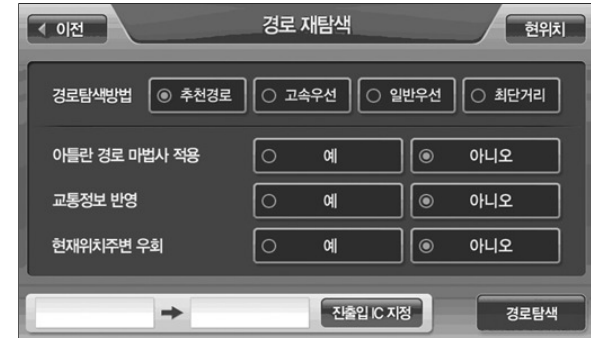 이전 경로 재탐색 현위치
경로탐색방법 추천경로 고속우선 일반우선 최단거리
아틀란 경로 마법사 적용 예 아니오
교통정보 반영 예 아니오
현재위치주변 우회 예 아니오
진출입 IC 지정 경로탐색